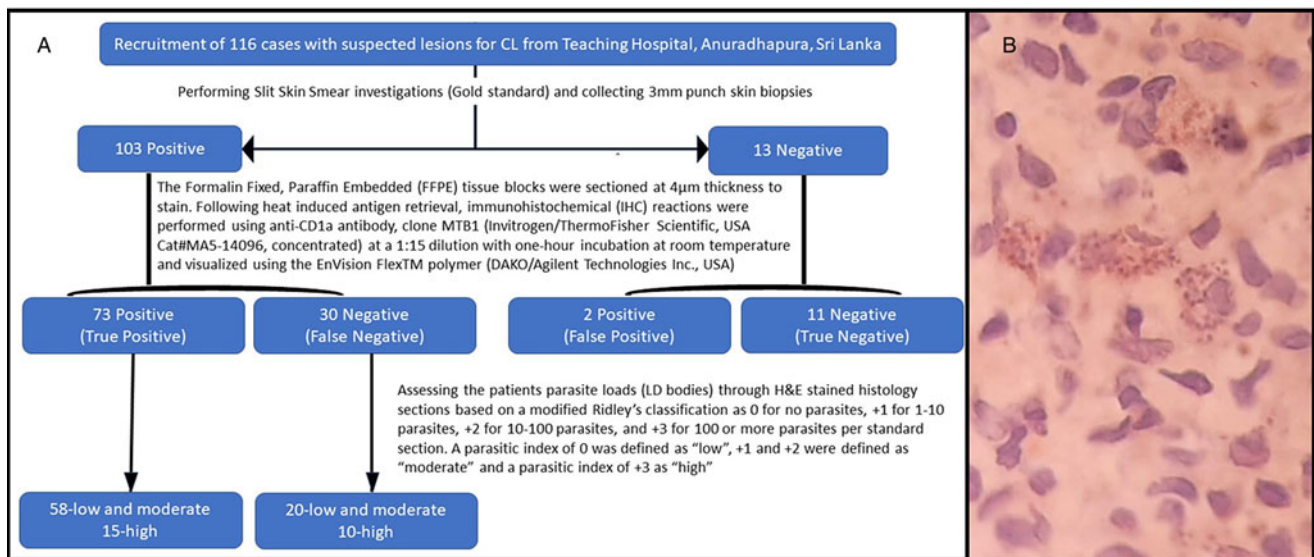 A
B
Recruitment of 116 cases with suspected lesions for CL from Teaching Hospital, Anuradhapura, Sri Lanka
Performing Slit Skin Smear investigations (Gold standard) and collecting 3mm punch skin biopsies
103 Positive
13 Negative
The Formalin Fixed, Paraffin Embedded (FFPE) tissue blocks were sectioned at 4μm thickness to
stain. Following heat induced antigen retrieval, immunohistochemical (IHC) reactions were
performed using anti-CD1a antibody, clone MTB1 (Invitrogen/ThermoFisher Scientific, USA
Cat#MA5-14096, concentrated) at a 1:15 dilution with one-hour incubation at room temperature
and visualized using the EnVision FlexTM polymer (DAKO/Agilent Technologies Inc., USA)
73 Positive
(True Positive)
30 Negative
(False Negative)
2 Positive
(False Positive)
11 Negative
(True Negative)
Assessing the patients parasite loads (LD bodies) through H&E stained histology
sections based on a modified Ridley's classification as 0 for no parasites, +1 for 1-10
parasites, +2 for 10-100 parasites, and +3 for 100 or more parasites per standard
section. A parasitic index of 0 was defined as "low", +1 and +2 were defined as
"moderate" and a parasitic index of +3 as "high"
58-low and moderate
15-high
20-low and moderate
10-high